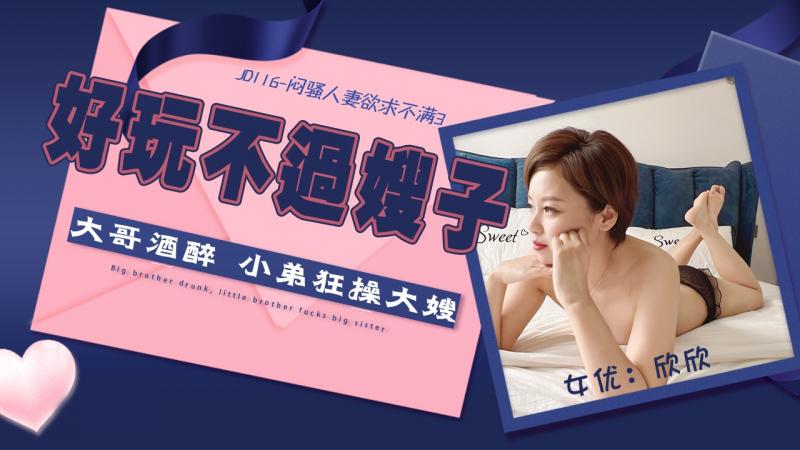 JD116-闷骚人妻欲求不满3
好玩不過嫂子
大哥酒醉 小弟狂操大嫂
Big brother drunk, little brother fucks big sister
Sweet
Sweet
女优：欣欣